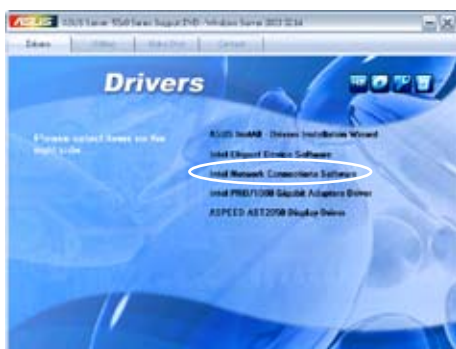 ASUS
Drivers Utilities Make Disk Contact
Drivers
Please select items on the
right side
ASUS InstAll - Drivers Installation Wizard
Intel Chipset Device Software
Intel Network Connections Software
Intel PRO/1000 Gigabit Adapters Driver
ASPEED AST2050 Display Driver